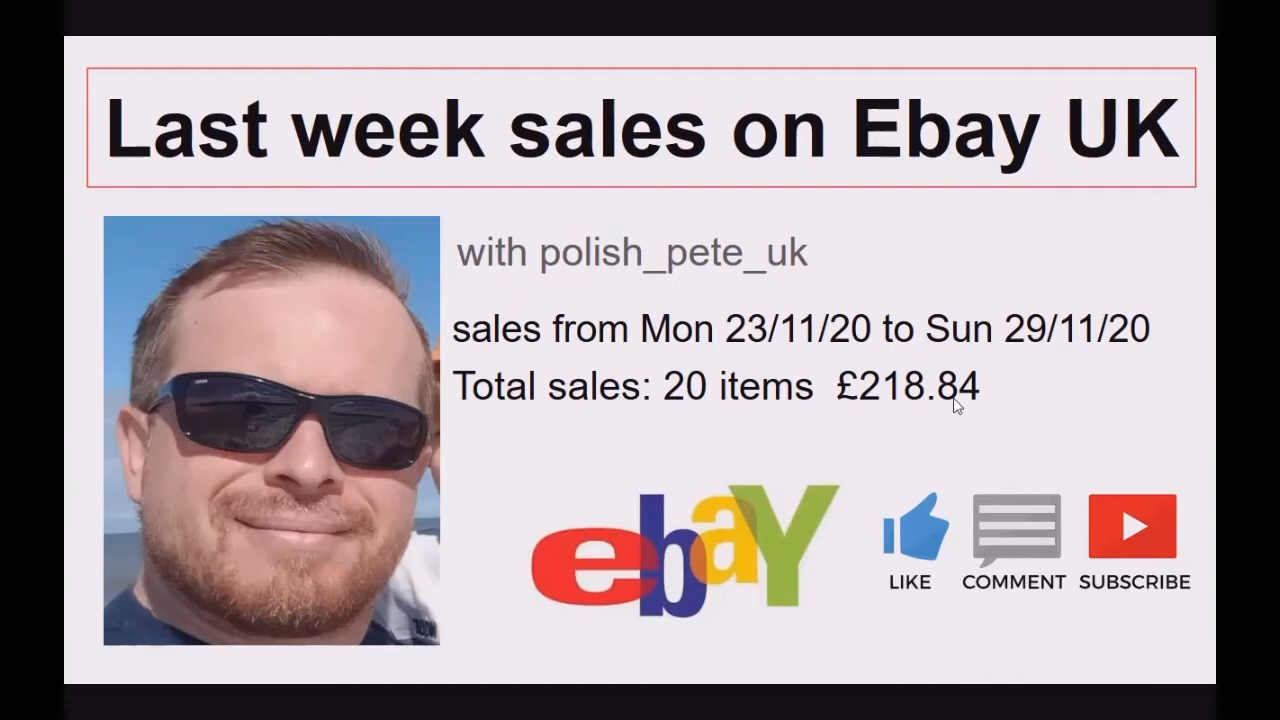 Last week sales on Ebay UK
with polish_pete_uk
sales from Mon 23/11/20 to Sun 29/11/20
Total sales: 20 items £218.84
ebaY
LIKE COMMENT SUBSCRIBE